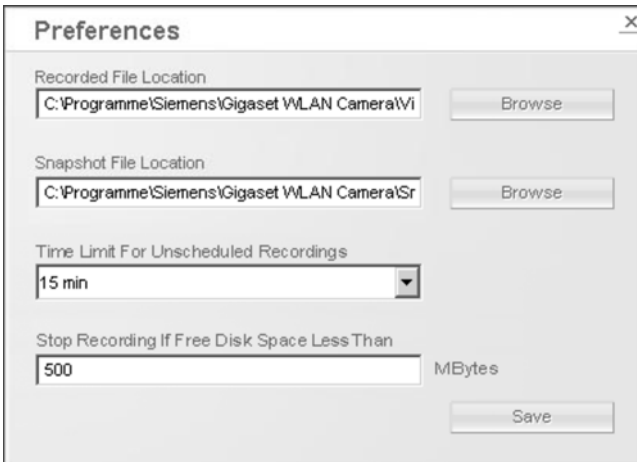 Preferences
X
Recorded File Location
C:\Programme\Siemens\Gigaset WLAN Camera\Vi
Browse
Snapshot File Location
C:\Programme\Siemens\Gigaset WLAN Camera\Sr
Browse
Time Limit For Unscheduled Recordings
15 min
Stop Recording If Free Disk Space Less Than
500
MBytes
Save